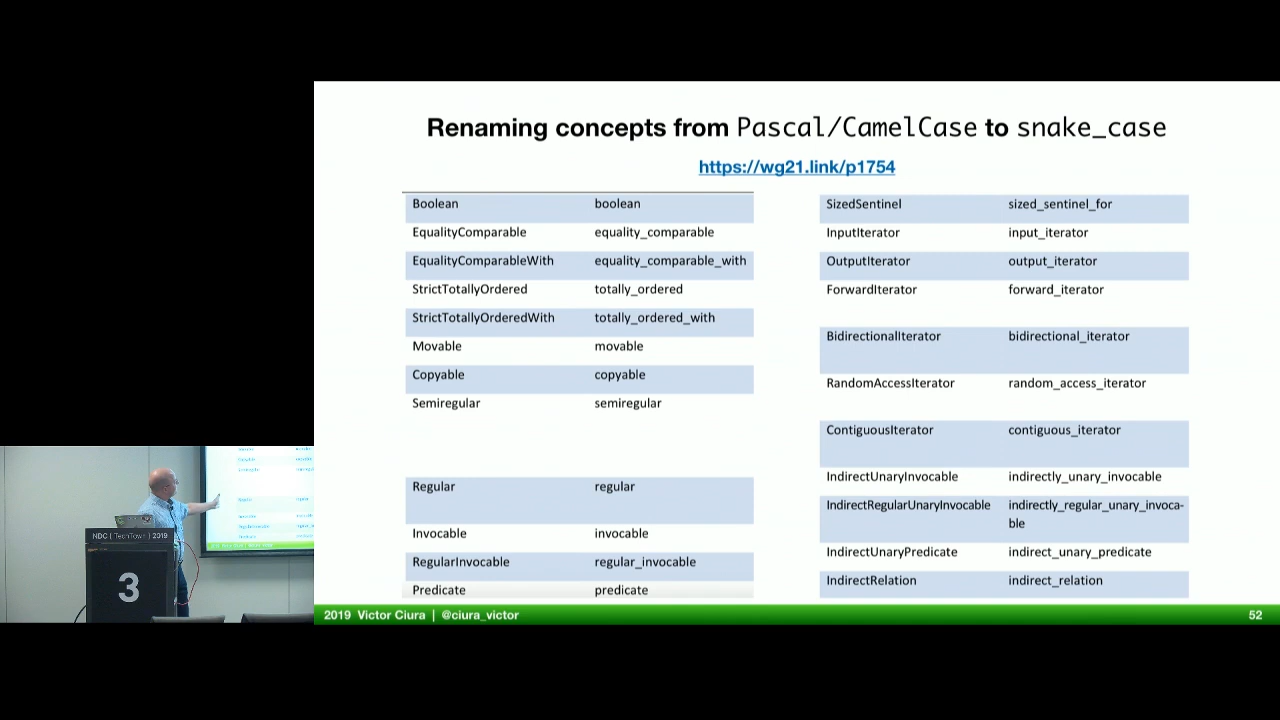 Renaming concepts from Pascal/CamelCase to snake_case
https://wg21.link/p1754
Boolean boolean
EqualityComparable equality_comparable
EqualityComparableWith equality_comparable_with
StrictTotallyOrdered totally_ordered
StrictTotallyOrderedWith totally_ordered_with
Movable movable
Copyable copyable
Semiregular semiregular
Regular regular
Invocable invocable
RegularInvocable regular_invocable
Predicate predicate
SizedSentinel sized_sentinel_for
InputIterator input_iterator
OutputIterator output_iterator
ForwardIterator forward_iterator
BidirectionalIterator bidirectional_iterator
RandomAccessIterator random_access_iterator
ContiguousIterator contiguous_iterator
IndirectUnaryInvocable indirectly_unary_invocable
IndirectRegularUnaryInvocable indirectly_regular_unary_invoca-
ble
IndirectUnaryPredicate indirect_unary_predicate
IndirectRelation indirect_relation
2019 Victor Ciura | @ciura_victor 52
NDC { TechTown } 2019
3